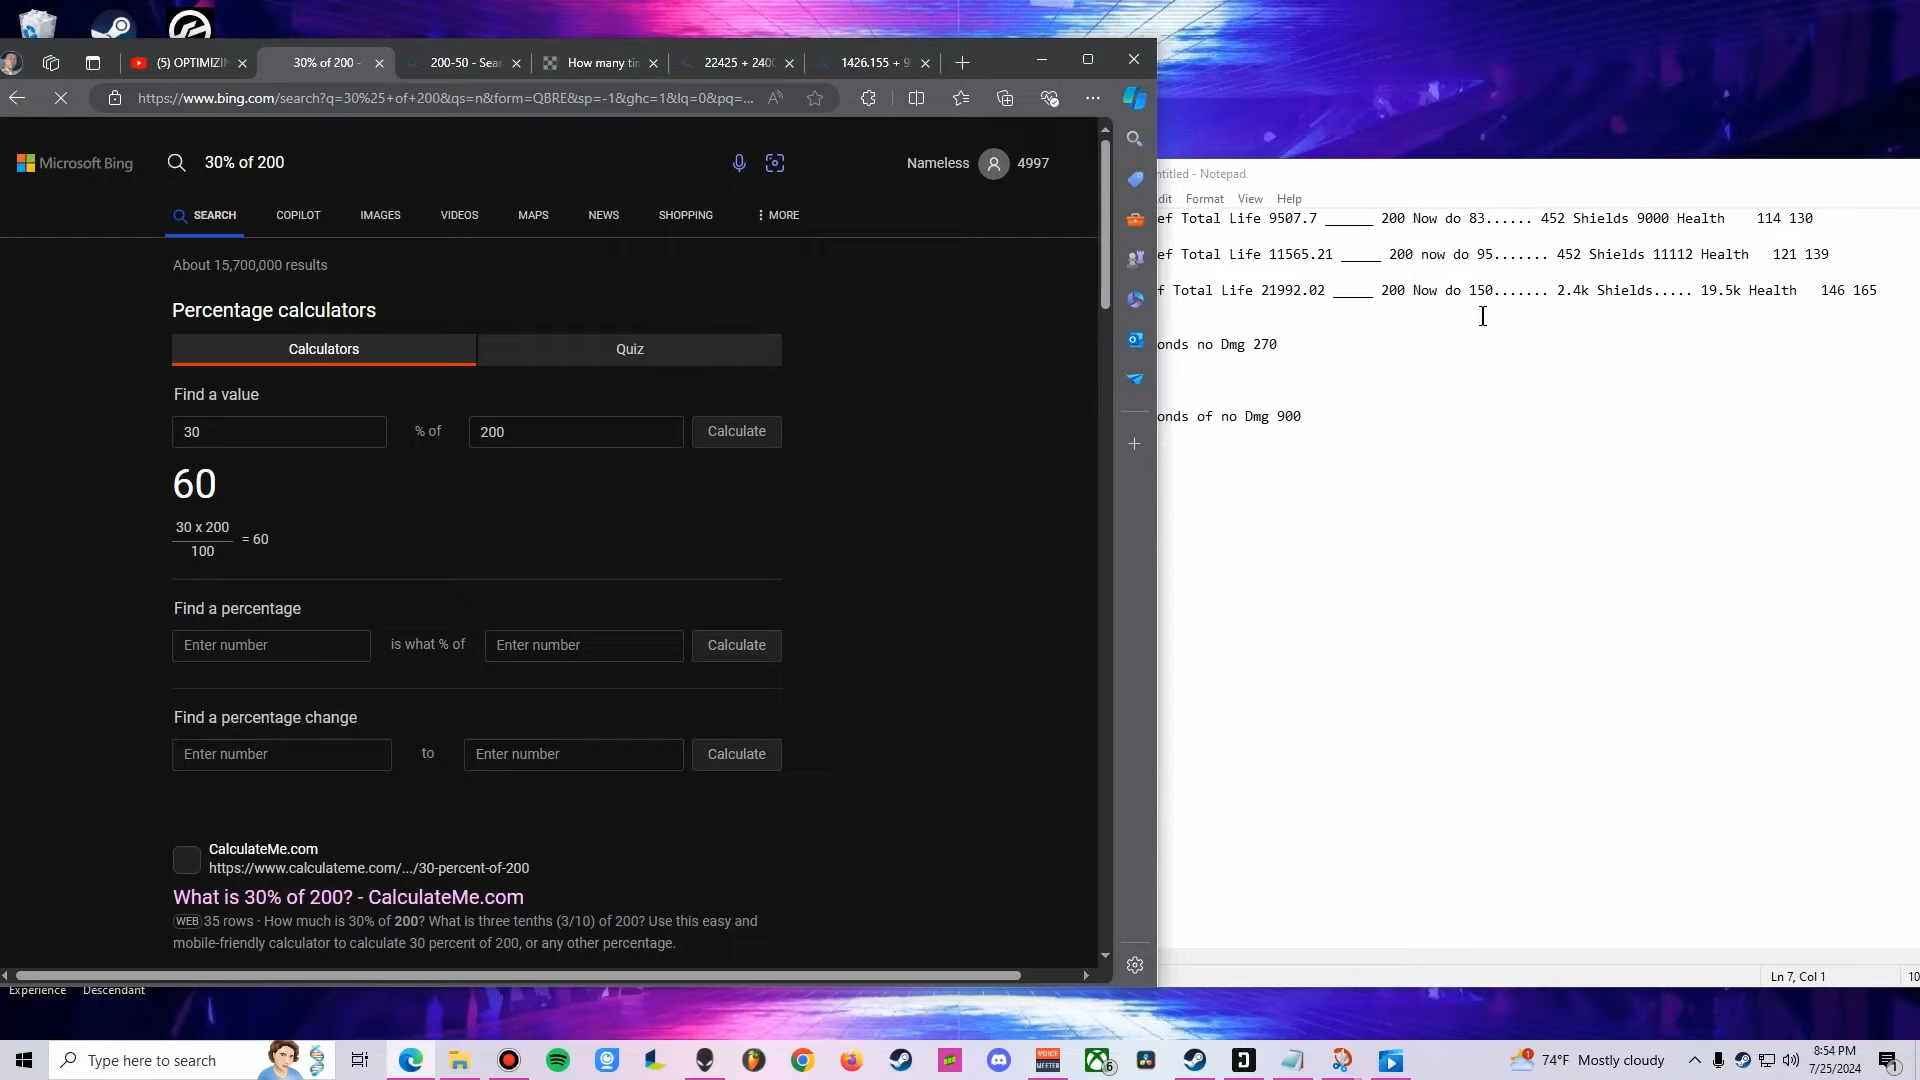 (5) OPTIMIZIN
30% of 200 -
200-50 - Sear
How many tin
22425 + 2400
1426.155 + 9
https://www.bing.com/search?q=30%25+of+200&qs=n&form=QBRE&sp=-1&ghc=1&lq=0&pq=...
Microsoft Bing
30% of 200
Nameless
4997
SEARCH
COPILOT
IMAGES
VIDEOS
MAPS
NEWS
SHOPPING
MORE
About 15,700,000 results
Percentage calculators
Calculators
Quiz
Find a value
30
% of
200
Calculate
60
30 x 200
100
= 60
Find a percentage
Enter number
is what % of
Enter number
Calculate
Find a percentage change
Enter number
to
Enter number
Calculate
CalculateMe.com
https://www.calculateme.com/.../30-percent-of-200
What is 30% of 200? - CalculateMe.com
WEB 35 rows · How much is 30% of 200? What is three tenths (3/10) of 200? Use this easy and
mobile-friendly calculator to calculate 30 percent of 200, or any other percentage.
ntitled - Notepad
dit Format View Help
ef Total Life 9507.7 ______ 200 Now do 83...... 452 Shields 9000 Health 114 130
ef Total Life 11565.21 _____ 200 now do 95....... 452 Shields 11112 Health 121 139
f Total Life 21992.02 _____ 200 Now do 150....... 2.4k Shields..... 19.5k Health 146 165
onds no Dmg 270
onds of no Dmg 900
Ln 7, Col 1
10
Experience
Descendant
Type here to search
VOICE
MEETER
6
74°F Mostly cloudy
8:54 PM
7/25/2024
1